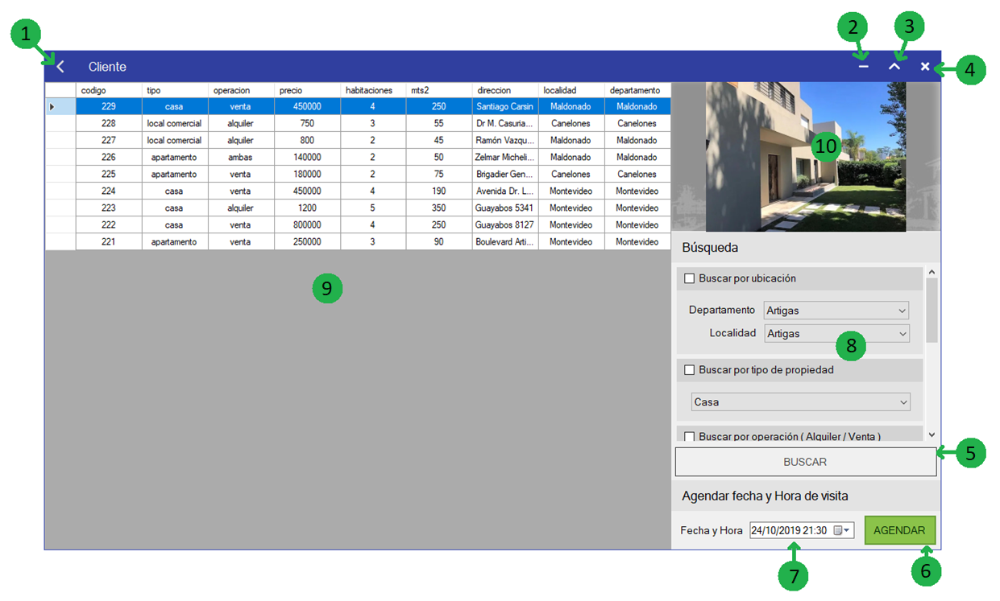 1
2
3
4
Cliente
codigo tipo operacion precio habitaciones mts2 direccion localidad departamento
229 casa venta 450000 4 250 Santiago Carsin Maldonado Maldonado
228 local comercial alquiler 750 3 55 Dr M. Casuria... Canelones Canelones
227 local comercial alquiler 800 2 45 Ramón Vazqu... Maldonado Maldonado
226 apartamento ambas 140000 2 50 Zelmar Micheli... Maldonado Maldonado
225 apartamento venta 180000 2 75 Brigadier Gen... Canelones Canelones
224 casa venta 450000 4 190 Avenida Dr. L... Montevideo Montevideo
223 casa alquiler 1200 5 350 Guayabos 5341 Montevideo Montevideo
222 casa venta 800000 4 250 Guayabos 8127 Montevideo Montevideo
221 apartamento venta 250000 3 90 Boulevard Arti... Montevideo Montevideo
9
10
Búsqueda
Buscar por ubicación
Departamento Artigas
Localidad Artigas
8
Buscar por tipo de propiedad
Casa
Buscar por operación ( Alquiler / Venta )
BUSCAR
5
Agendar fecha y Hora de visita
Fecha y Hora 24/10/2019 21:30 AGENDAR
7
6